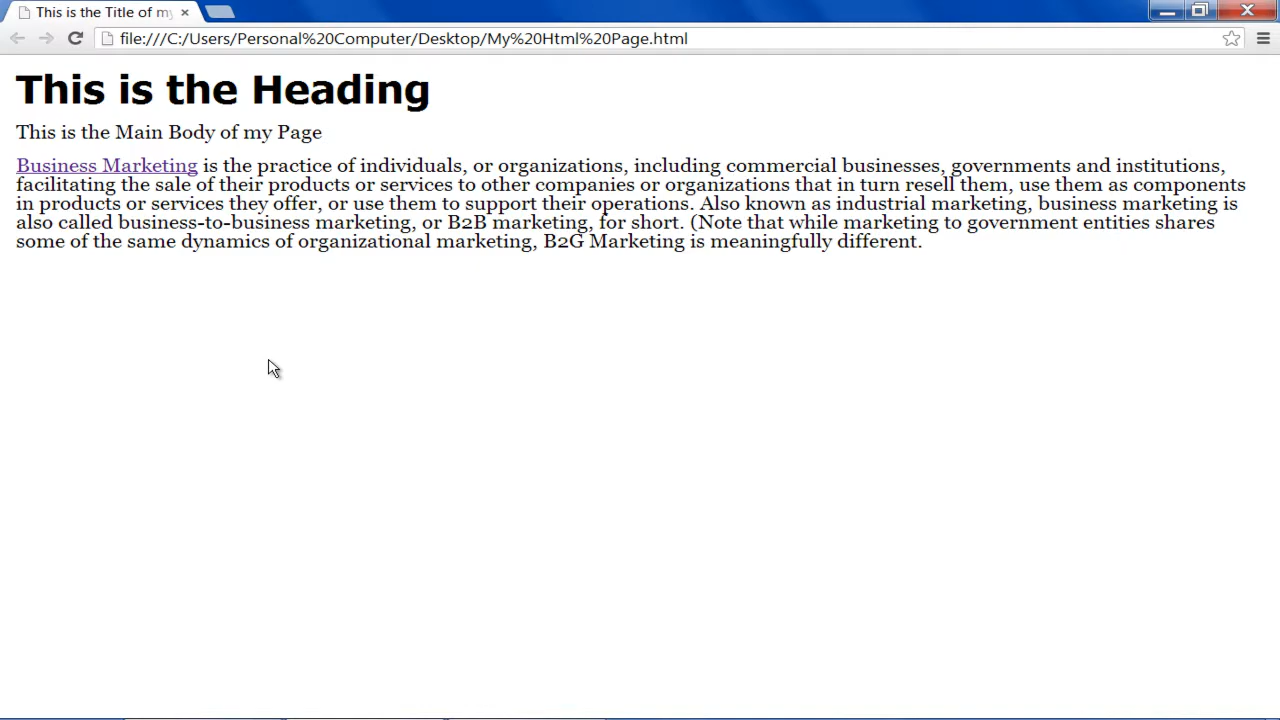 This is the Title of my
file:///C:/Users/Personal%20Computer/Desktop/My%20Html%20Page.html
This is the Heading
This is the Main Body of my Page
Business Marketing is the practice of individuals, or organizations, including commercial businesses, governments and institutions,
facilitating the sale of their products or services to other companies or organizations that in turn resell them, use them as components
in products or services they offer, or use them to support their operations. Also known as industrial marketing, business marketing is
also called business-to-business marketing, or B2B marketing, for short. (Note that while marketing to government entities shares
some of the same dynamics of organizational marketing, B2G Marketing is meaningfully different.